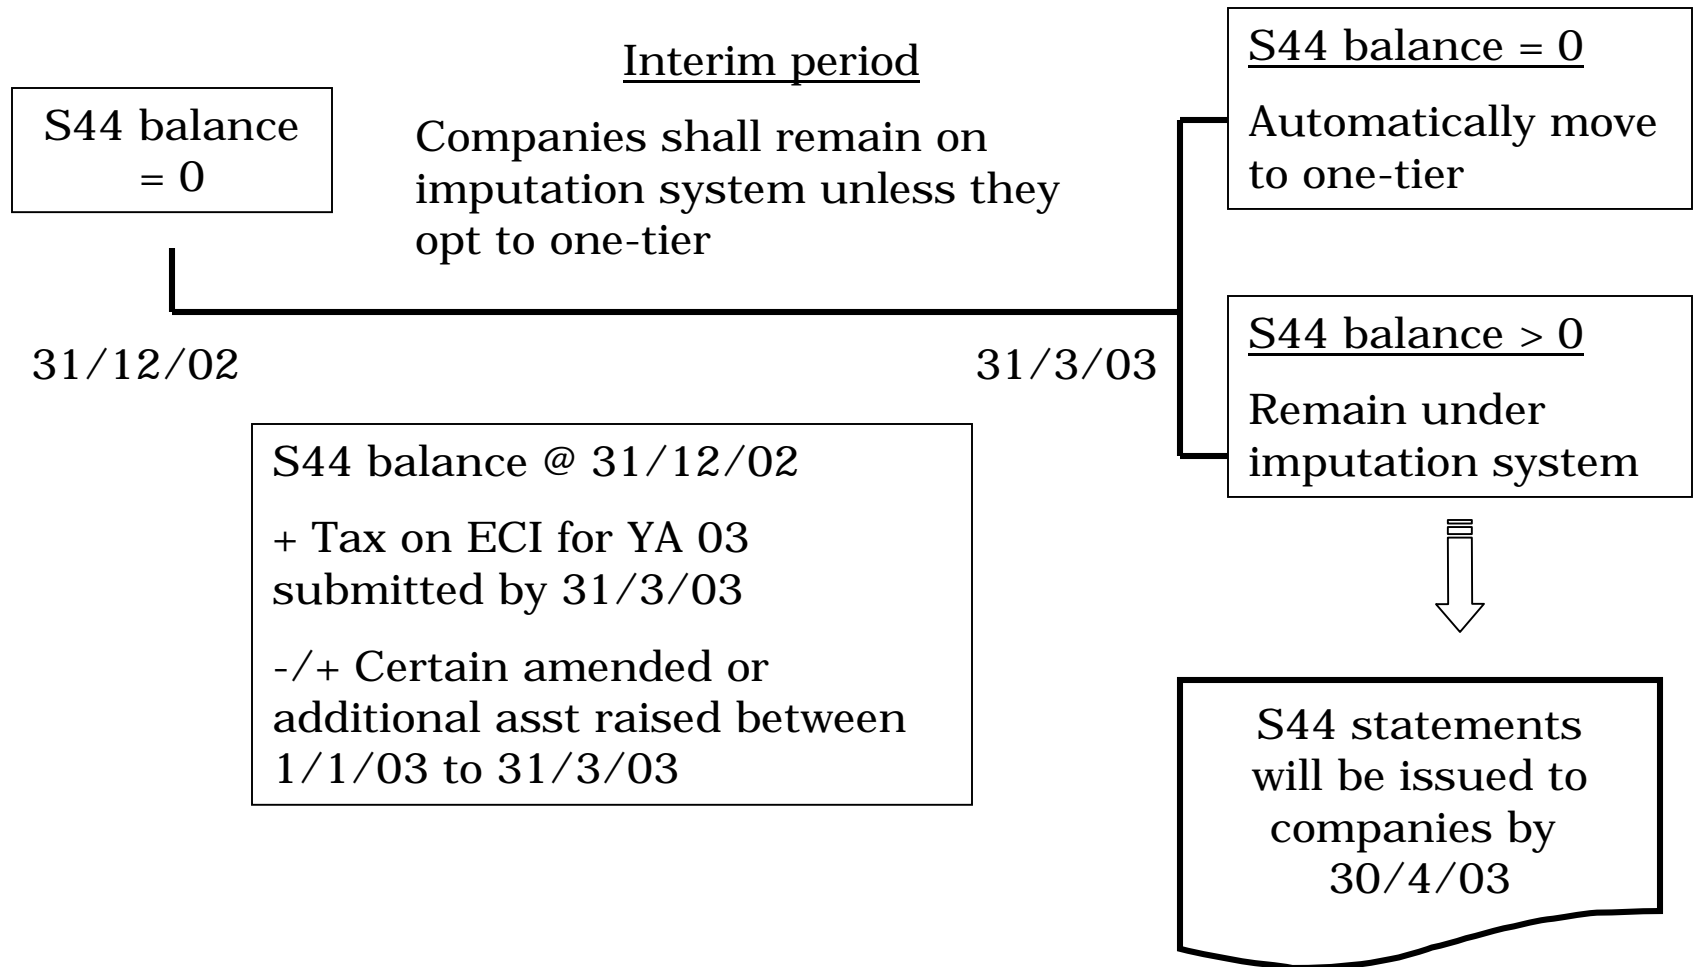 S44 balance
= 0
Interim period
Companies shall remain on
imputation system unless they
opt to one-tier
S44 balance = 0
Automatically move
to one-tier
31/12/02
31/3/03
S44 balance > 0
Remain under
imputation system
S44 balance @ 31/12/02
+ Tax on ECI for YA 03
submitted by 31/3/03
-/+ Certain amended or
additional asst raised between
1/1/03 to 31/3/03
S44 statements
will be issued to
companies by
30/4/03